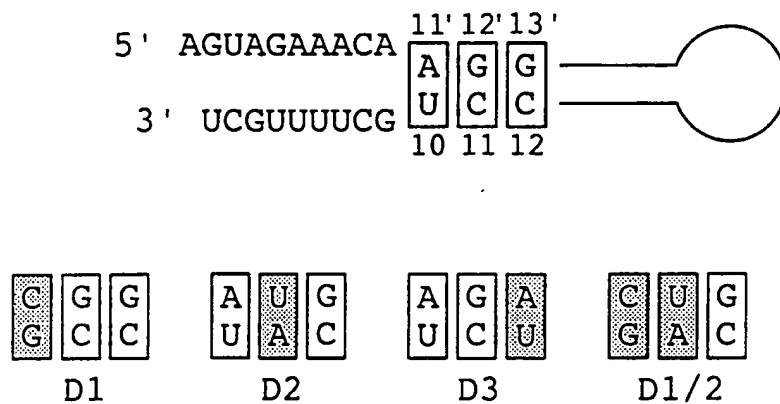 11' 12' 13'
5' AGUAGAAACA A G G
3' UCGUUUUCG U C C
10 11 12
C G G A U G A G A C U G
G C C U A C U C U G A C
D1 D2 D3 D1/2